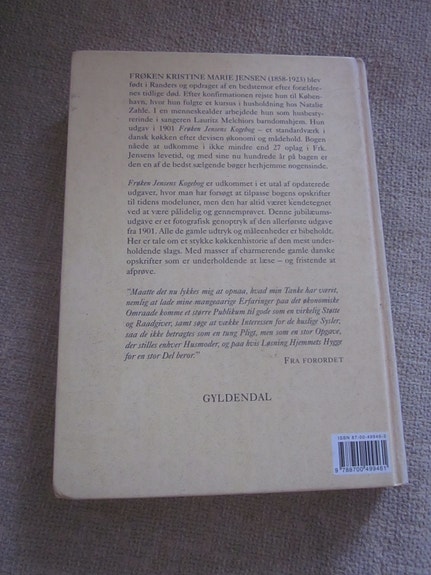 FRØKEN KRISTINE MARIE JENSEN (1858-1923) blev
født i Randers og opdraget af en bedstemor efter forældre-
nes tidlige død. Efter konfirmationen rejste hun til Køben-
havn, hvor hun fulgte et kursus i husholdning hos Natalie
Zahle. I en menneskealder arbejdede hun som husbesty-
rerinde i sangeren Lauritz Melchiors barndomshjem. Hun
udgav i 1901 Frøken Jensens Kogebog – et standardværk i
dansk køkken efter devisen økonomi og mådehold. Bogen
nåede at udkomme i ikke mindre end 27 oplag i Frk.
Jensens levetid, og med sine nu hundrede år på bagen er
den en af de bedst sælgende bøger herhjemme nogensinde.
Frøken Jensens Kogebog er udkommet i et utal af opdaterede
udgaver, hvor man har forsøgt at tilpasse bogens opskrifter
til tidens modeluner, men den har altid været kendetegnet
ved at være pålidelig og gennemprøvet. Denne jubilæums-
udgave er et fotografisk genoptryk af den allerførste udgave
fra 1901. Alle de gamle udtryk og måleenheder er bibeholdt.
Her er tale om et stykke køkkenhistorie af den mest under-
holdende slags. Med masser af charmerende gamle danske
opskrifter som er underholdende at læse – og fristende at
afprøve.
"Maatte det nu lykkes mig at opnaa, hvad min Tanke har været,
nemlig at lade mine mangeaarige Erfaringer paa det økonomiske
Omraade komme et større Publikum til gode som en virkelig Støtte
og Raadgiver, samt søge at vække Interessen for de huslige Sysler,
saa de ikke betragtes som en tung Pligt, men som en stor Opgave,
der stilles enhver Husmoder, og paa hvis Løsning Hjemmets Hygge
for en stor Del beror."
FRA FORORDET
GYLDENDAL
ISBN 87-00-49946-9
9 788700 499461